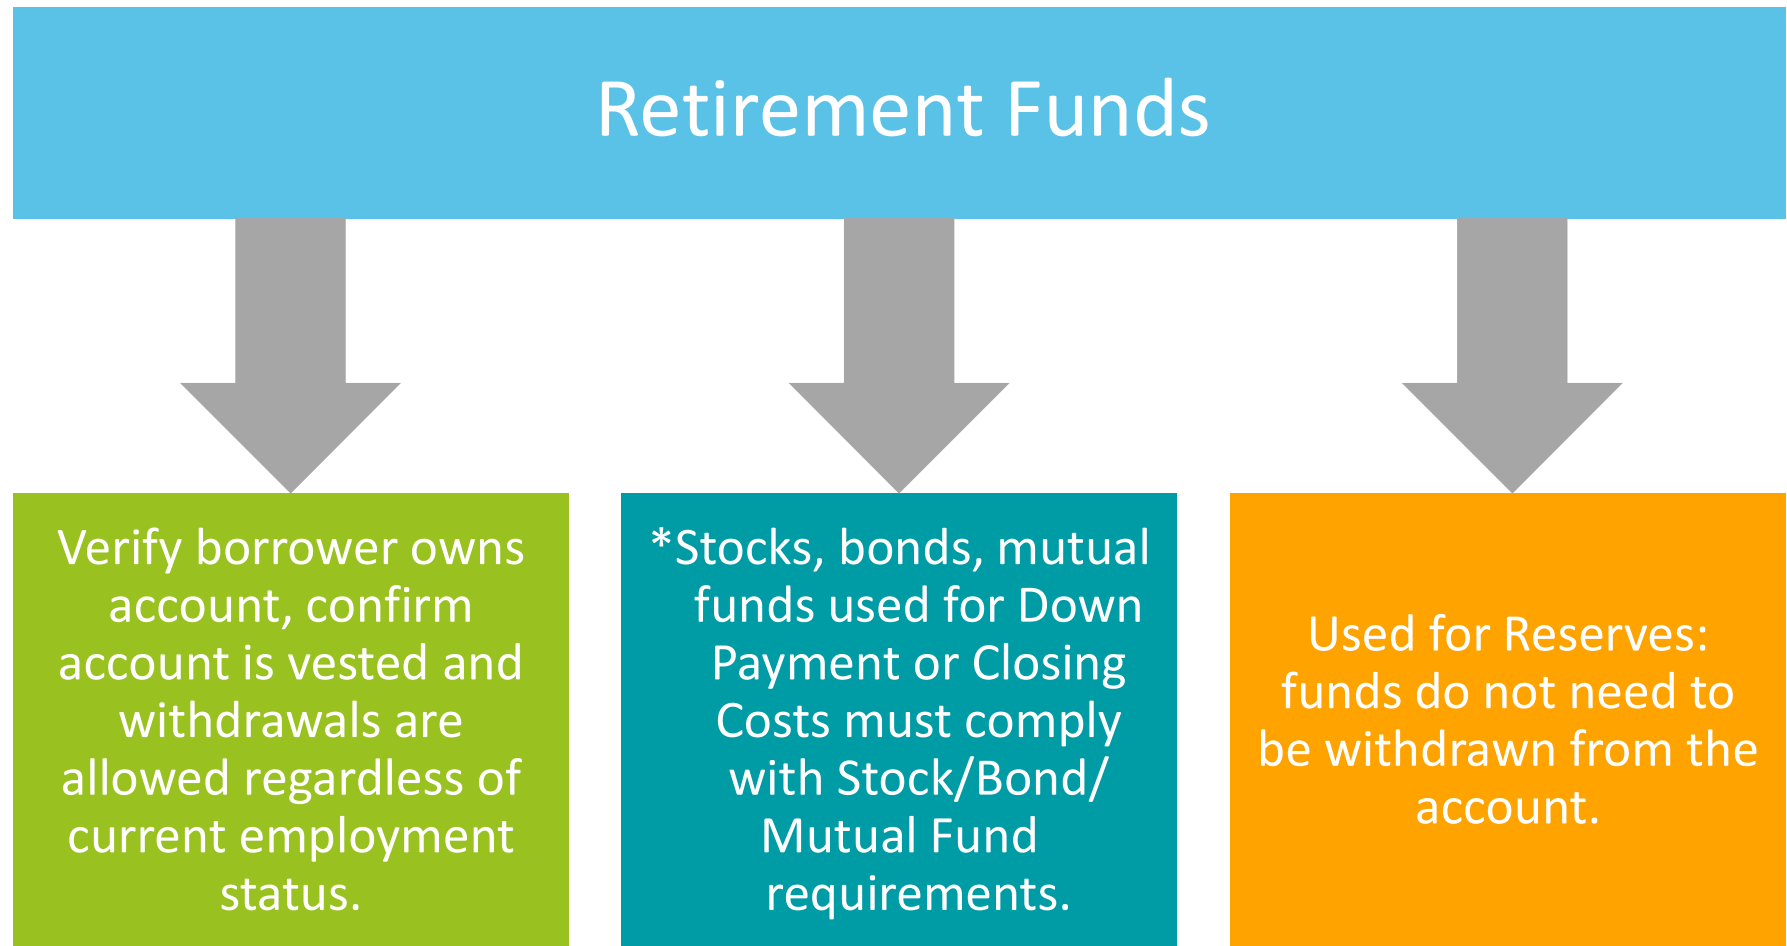 Retirement Funds
Verify borrower owns
account, confirm
account is vested and
withdrawals are
allowed regardless of
current employment
status.
*Stocks, bonds, mutual
funds used for Down
Payment or Closing
Costs must comply
with Stock/Bond/
Mutual Fund
requirements.
Used for Reserves:
funds do not need to
be withdrawn from the
account.